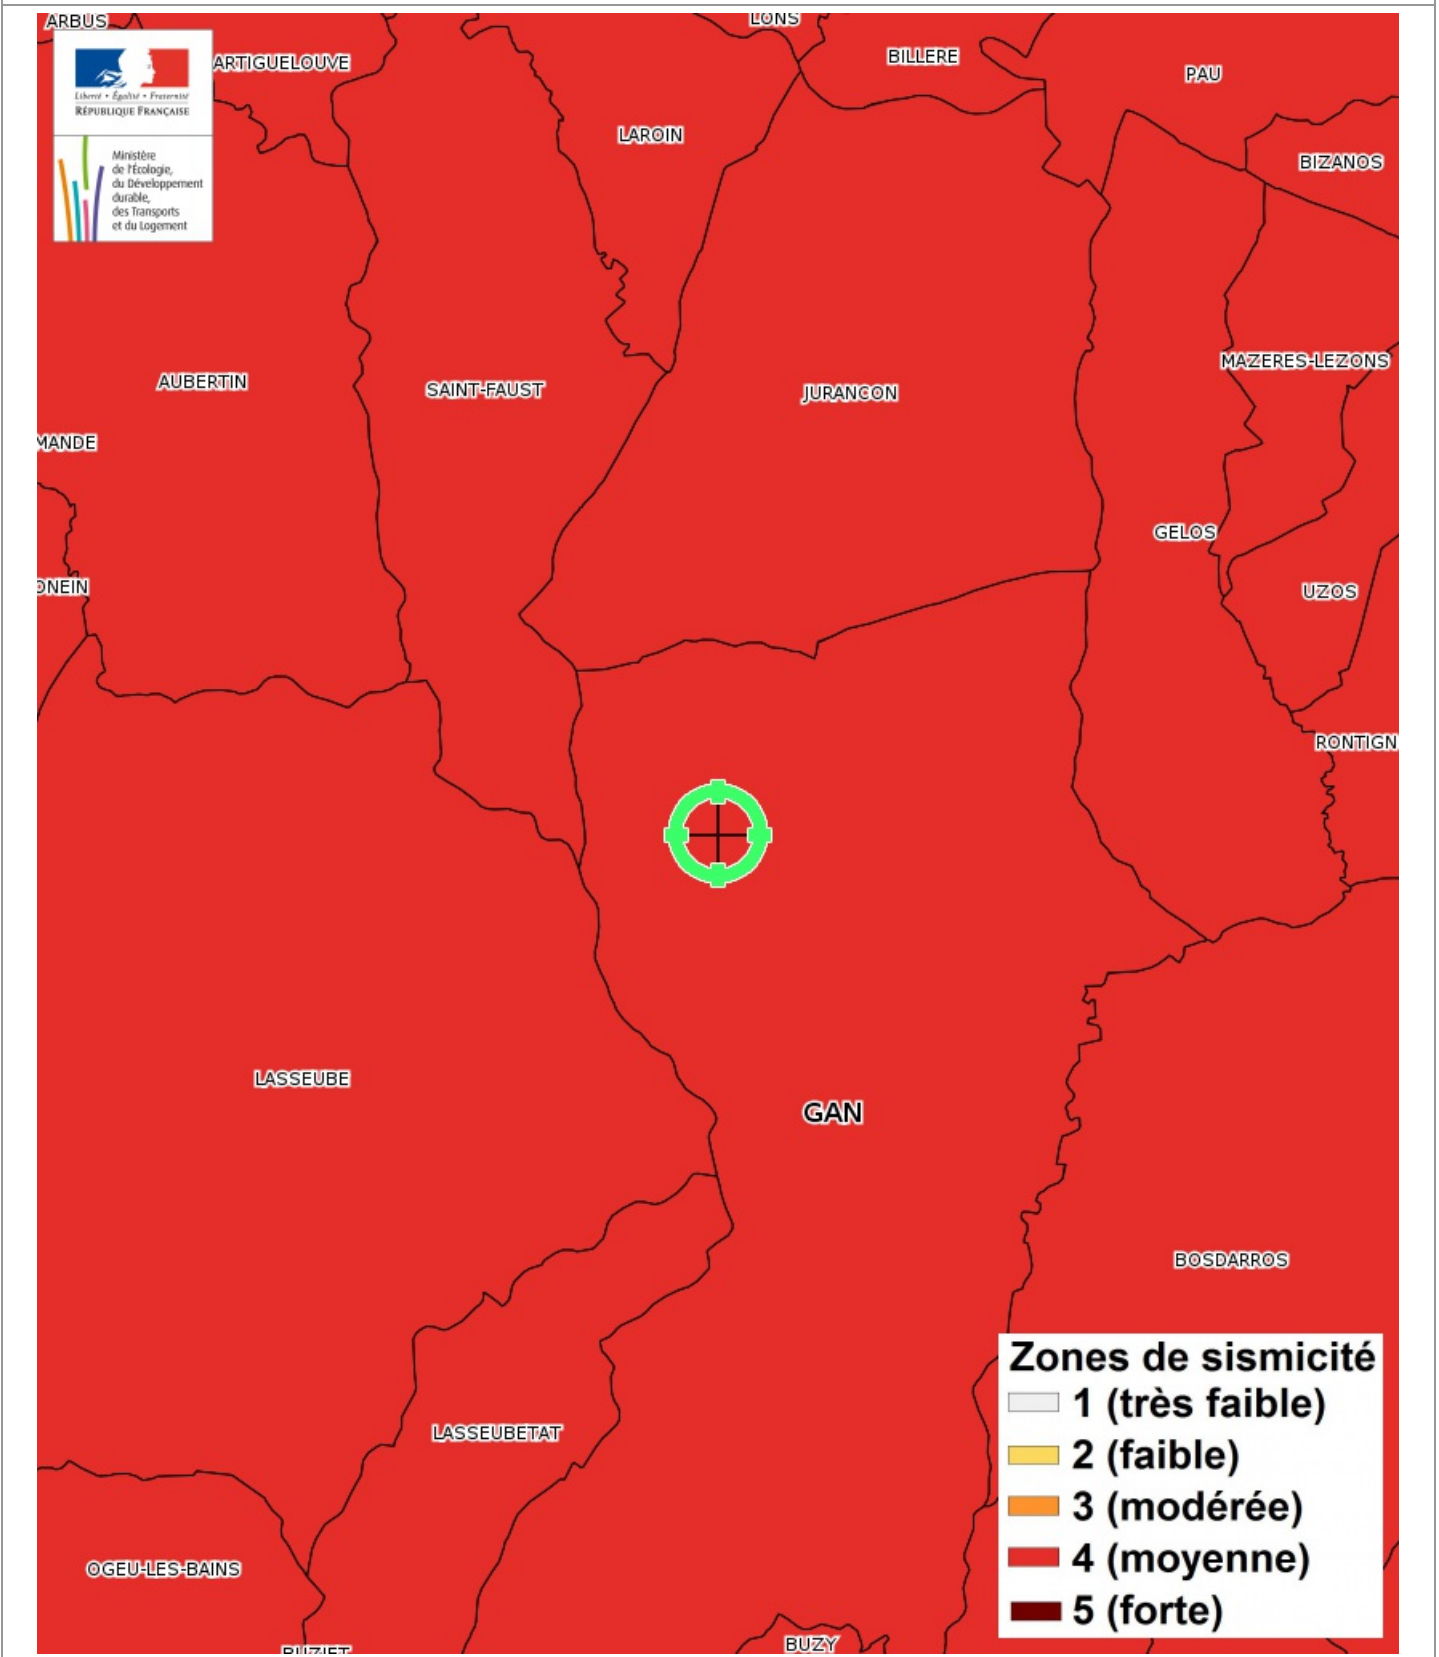 ARBUS
LONS
ARTIGUELOUVE
BILLERE
PAU
Liberté • Égalité • Fraternité
RÉPUBLIQUE FRANÇAISE
LAROIN
BIZANOS
Ministère
de l'Écologie,
du Développement
durable,
des Transports
et du Logement
MAZERES-LEZONS
AUBERTIN
SAINT-FAUST
JURANCON
MANDE
GELOS
ONEIN
UZOS
RONTIGN
LASSEUBE
GAN
BOSDARROS
Zones de sismicité
1 (très faible)
2 (faible)
3 (modérée)
4 (moyenne)
5 (forte)
LASSEUBETAT
OGEU-LES-BAINS
BUZIET
BUZY